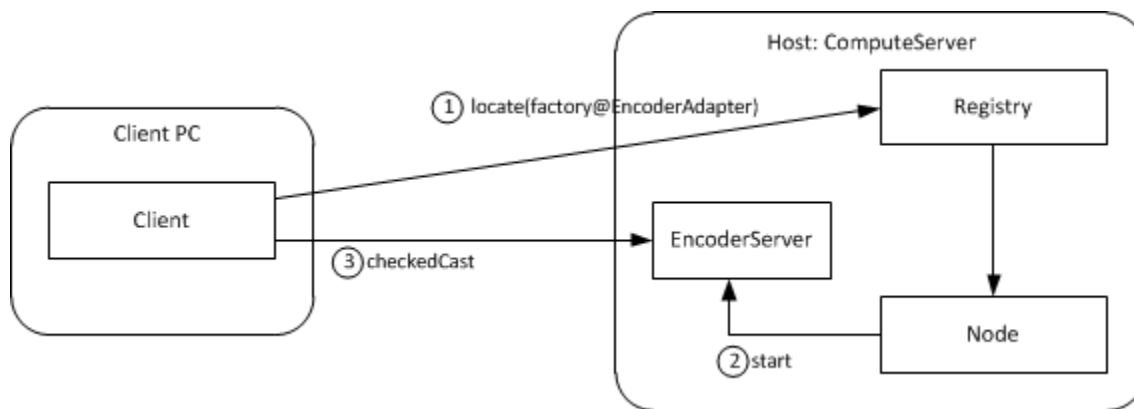 Host: ComputeServer
1 locate(factory@EncoderAdapter)
Registry
Client PC
Client
EncoderServer
3 checkedCast
Node
2 start